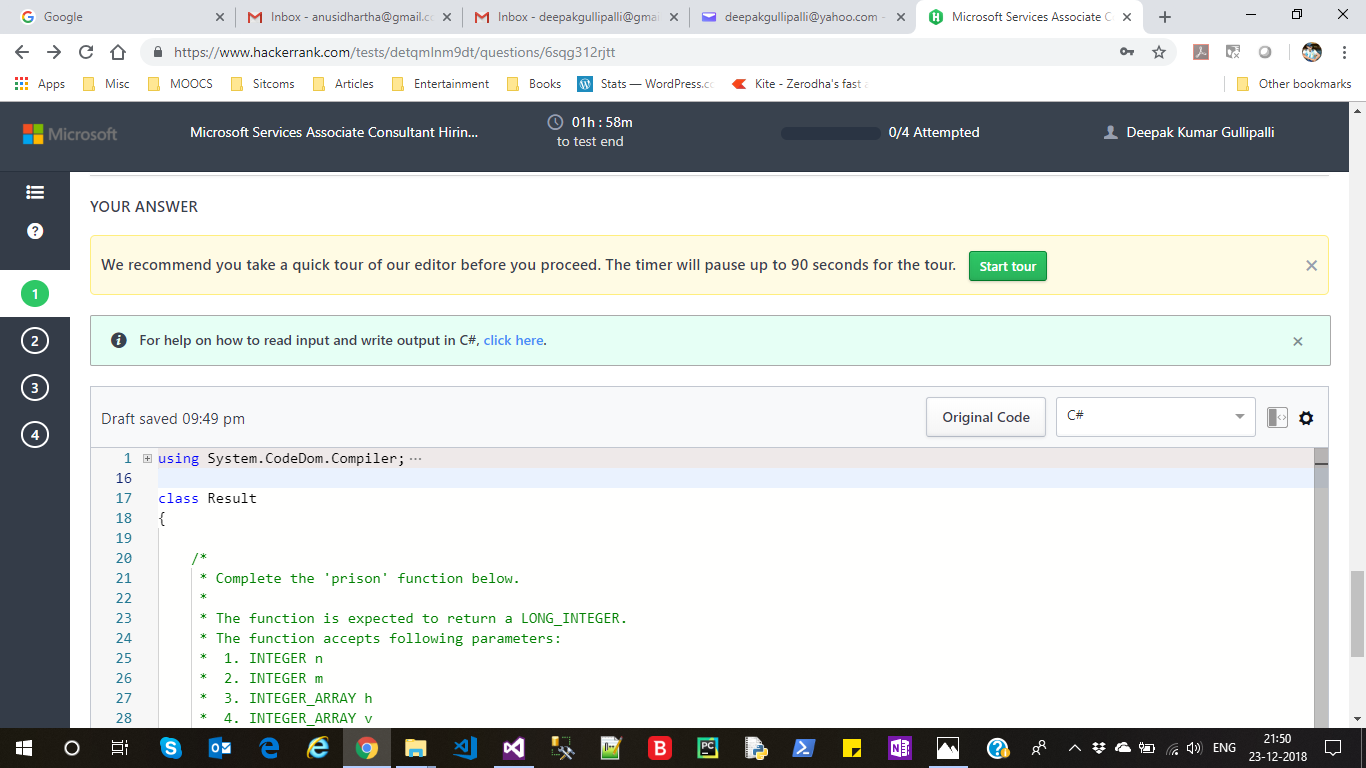 Google
Inbox - anusidhartha@gmail.c
Inbox - deepakgullipalli@gmai
deepakgullipalli@yahoo.com -
Microsoft Services Associate C
https://www.hackerrank.com/tests/detqmlnm9dt/questions/6sqg312rjtt
Apps
Misc
MOOCS
Sitcoms
Articles
Entertainment
Books
Stats — WordPress.c
Kite - Zerodha's fast a
Other bookmarks
Microsoft
Microsoft Services Associate Consultant Hirin...
01h : 58m
to test end
0/4 Attempted
Deepak Kumar Gullipalli
YOUR ANSWER
We recommend you take a quick tour of our editor before you proceed. The timer will pause up to 90 seconds for the tour.
Start tour
1
2
3
4
For help on how to read input and write output in C#, click here.
Draft saved 09:49 pm
Original Code
C#
1 using System.CodeDom.Compiler; ···
16
17 class Result
18 {
19
20 /*
21 * Complete the 'prison' function below.
22 *
23 * The function is expected to return a LONG_INTEGER.
24 * The function accepts following parameters:
25 * 1. INTEGER n
26 * 2. INTEGER m
27 * 3. INTEGER_ARRAY h
28 * 4. INTEGER_ARRAY v
ENG
21:50
23-12-2018